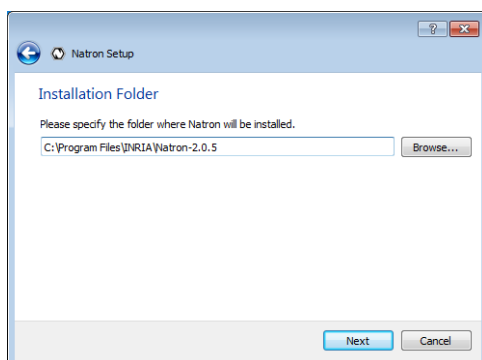 ?
Natron Setup
Installation Folder
Please specify the folder where Natron will be installed.
C:\Program Files\INRIA\Natron-2.0.5
Browse...
Next
Cancel